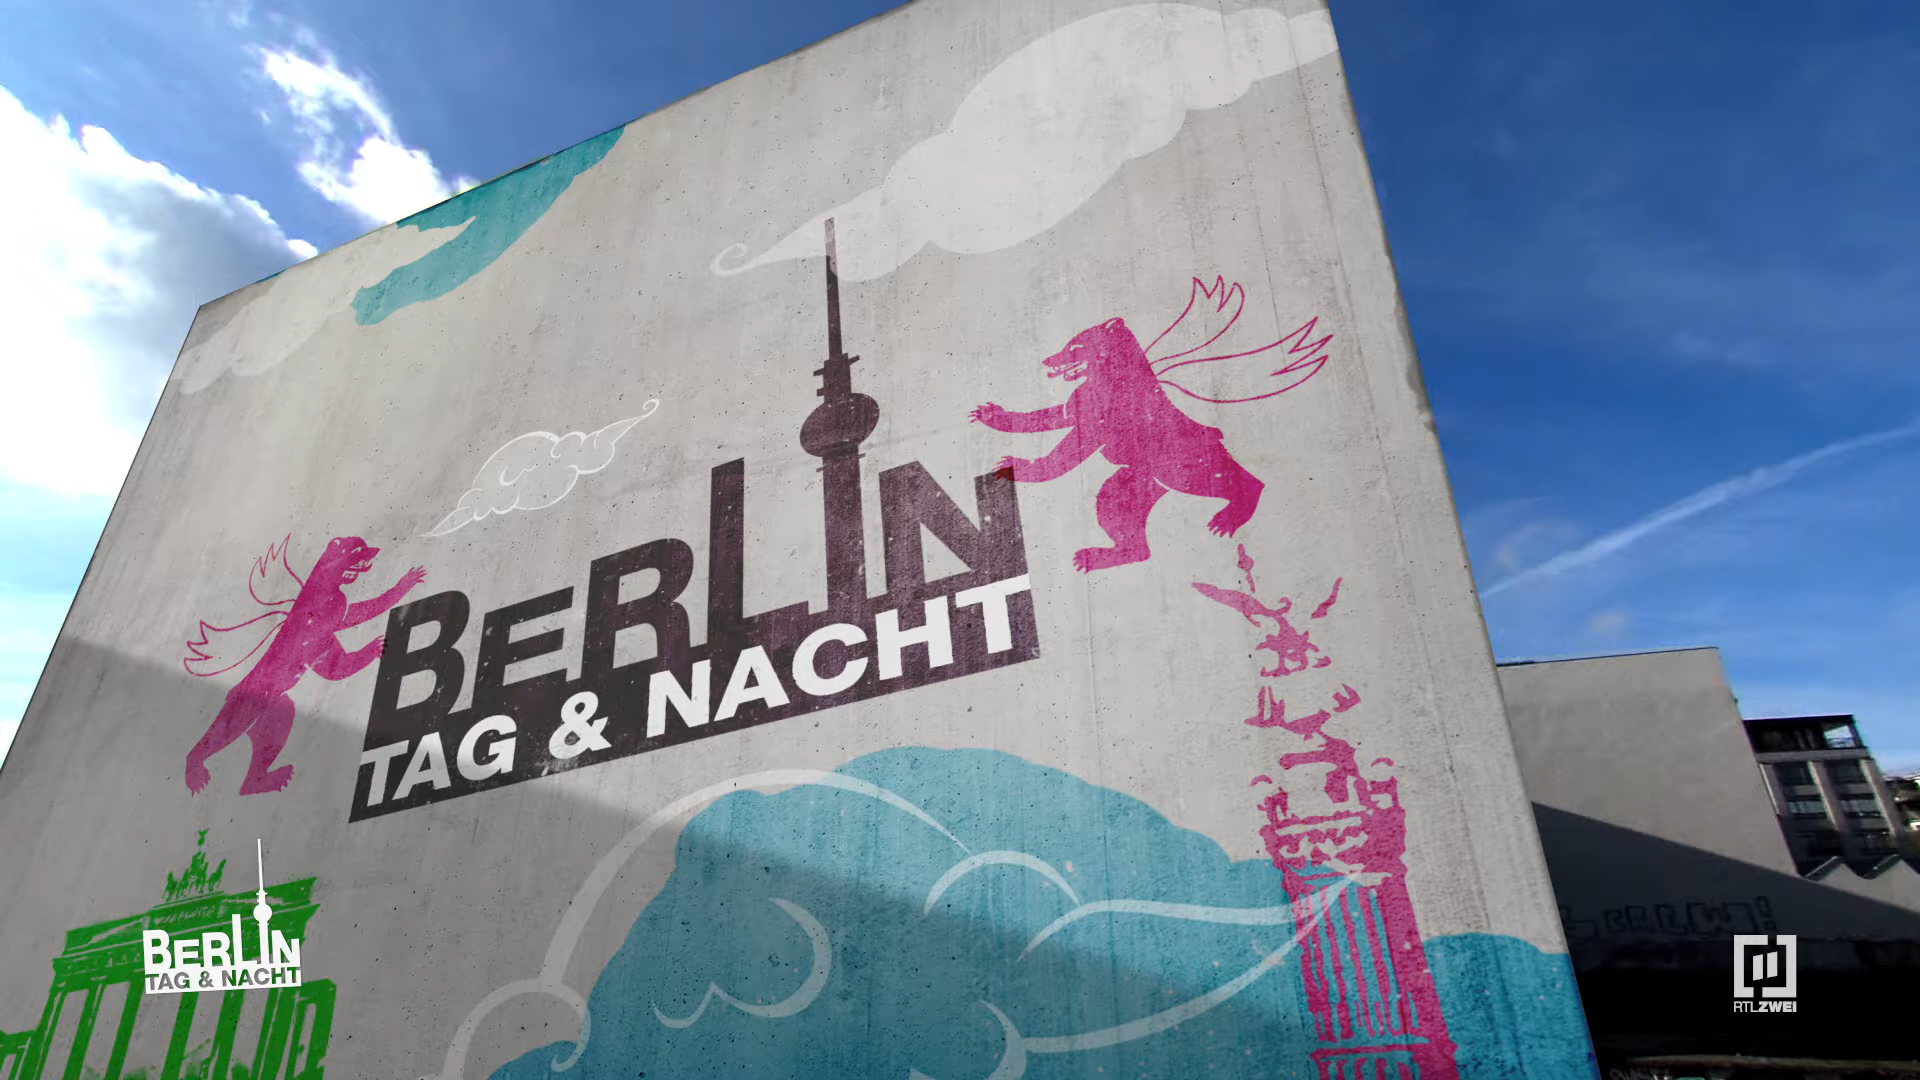 BERLIN
TAG & NACHT
BERLIN
TAG & NACHT
RTLZWEI